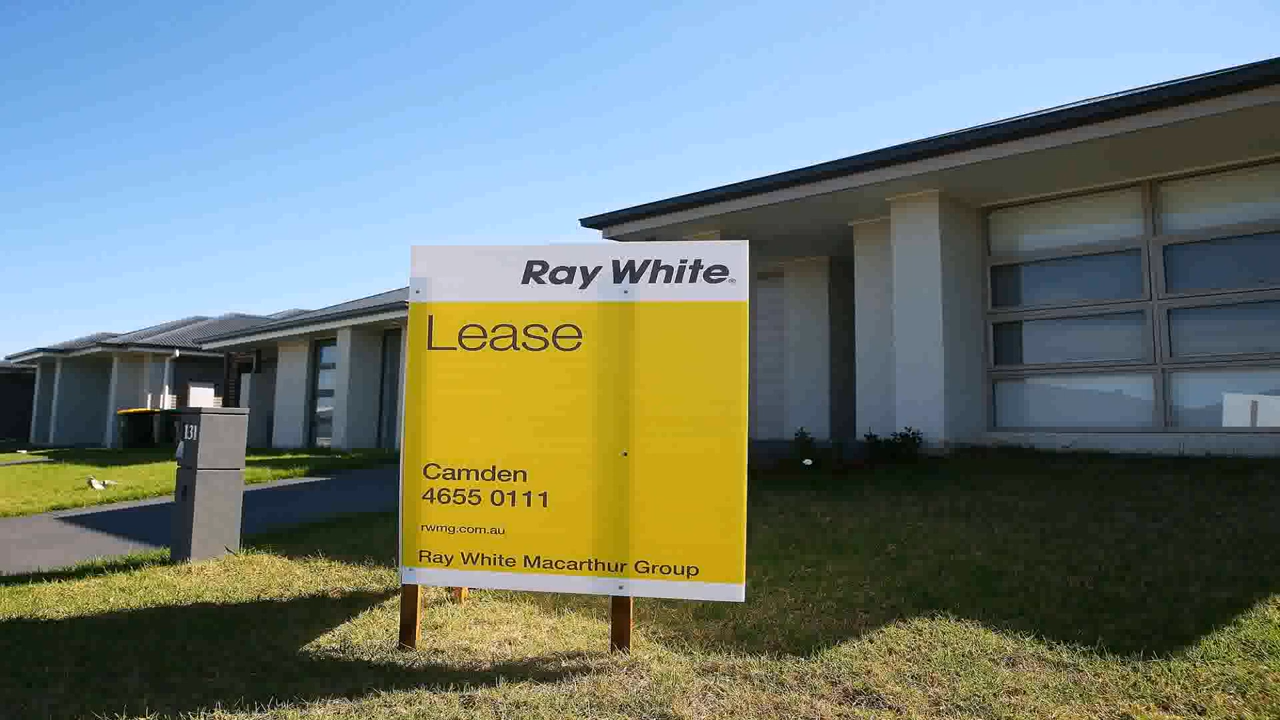 Ray White
Lease
Camden
4655 0111
rwmg.com.au
Ray White Macarthur Group
131